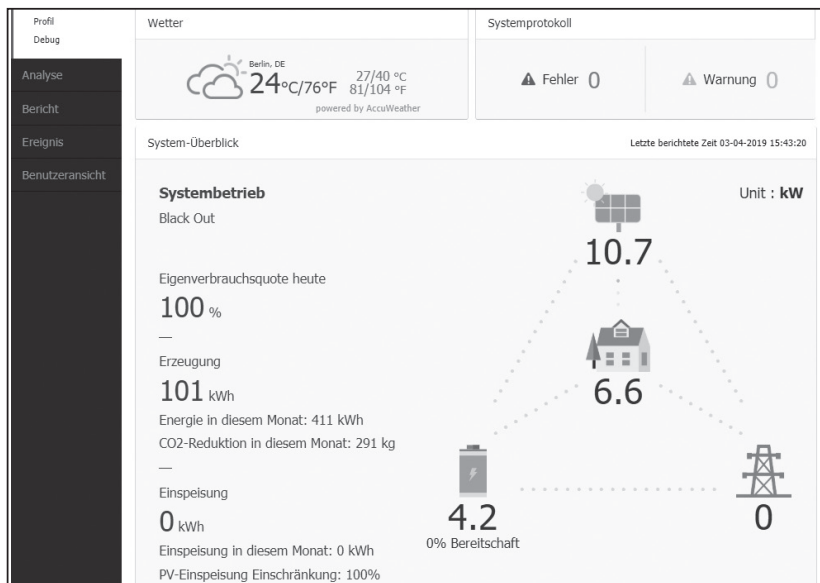 Profil
Debug
Analyse
Bericht
Ereignis
Benutzeransicht
Wetter
Berlin, DE
24°C/76°F
27/40 °C
81/104 °F
powered by AccuWeather
Systemprotokoll
Fehler 0
Warnung 0
System-Überblick
Letzte berichtete Zeit 03-04-2019 15:43:20
Systembetrieb
Black Out
Eigenverbrauchsquote heute
100 %
—
Erzeugung
101 kWh
Energie in diesem Monat: 411 kWh
CO2-Reduktion in diesem Monat: 291 kg
—
Einspeisung
0 kWh
Einspeisung in diesem Monat: 0 kWh
PV-Einspeisung Einschränkung: 100%
Unit : kW
10.7
6.6
4.2
0% Bereitschaft
0